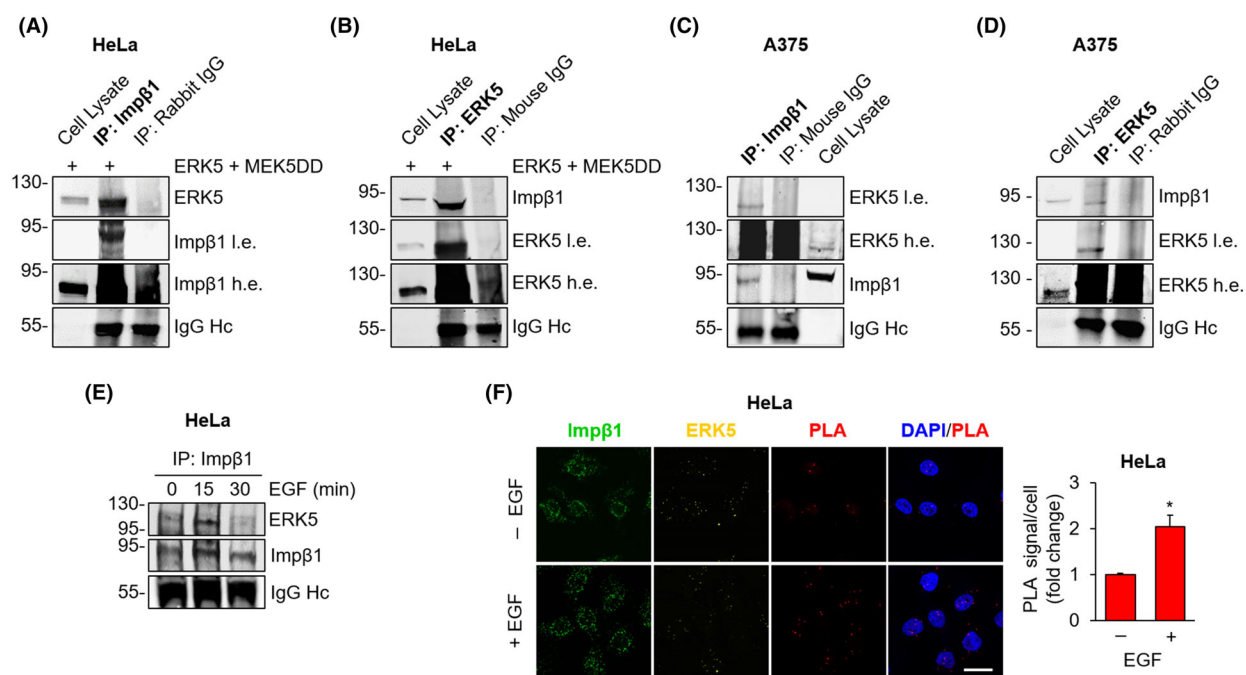 (A)
HeLa
Cell Lysate
IP: Impβ1
IP: Rabbit IgG
+ + ERK5 + MEK5DD
130-
ERK5
95-
Impβ1 l.e.
95-
Impβ1 h.e.
55-
IgG Hc
(B)
HeLa
Cell Lysate
IP: ERK5
IP: Mouse IgG
+ + ERK5 + MEK5DD
95-
Impβ1
130-
ERK5 l.e.
130-
ERK5 h.e.
55-
IgG Hc
(C)
A375
IP: Impβ1
IP: Mouse IgG
Cell Lysate
130-
ERK5 l.e.
130-
ERK5 h.e.
95-
Impβ1
55-
IgG Hc
(D)
A375
Cell Lysate
IP: ERK5
IP: Rabbit IgG
95 -
Impβ1
130 -
ERK5 l.e.
130 -
ERK5 h.e.
55 -
IgG Hc
(E)
HeLa
IP: Impβ1
0 15 30 EGF (min)
130-
ERK5
95-
95-
Impβ1
55-
IgG Hc
(F)
HeLa
Impβ1 ERK5 PLA DAPI/PLA
– EGF
+ EGF
HeLa
PLA signal/cell
(fold change)
3
2
1
0
*
– +
EGF